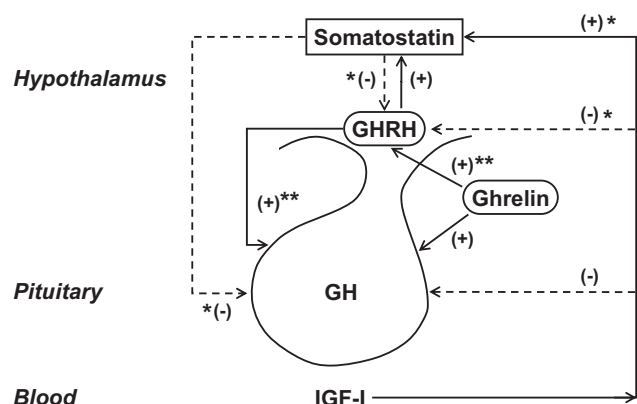 Somatostatin
(+)*
Hypothalamus
*(-)
(+)
GHRH
(-)*
(+)**
Ghrelin
(+)**
(+)
Pituitary
GH
(-)
*(-)
Blood
IGF-I